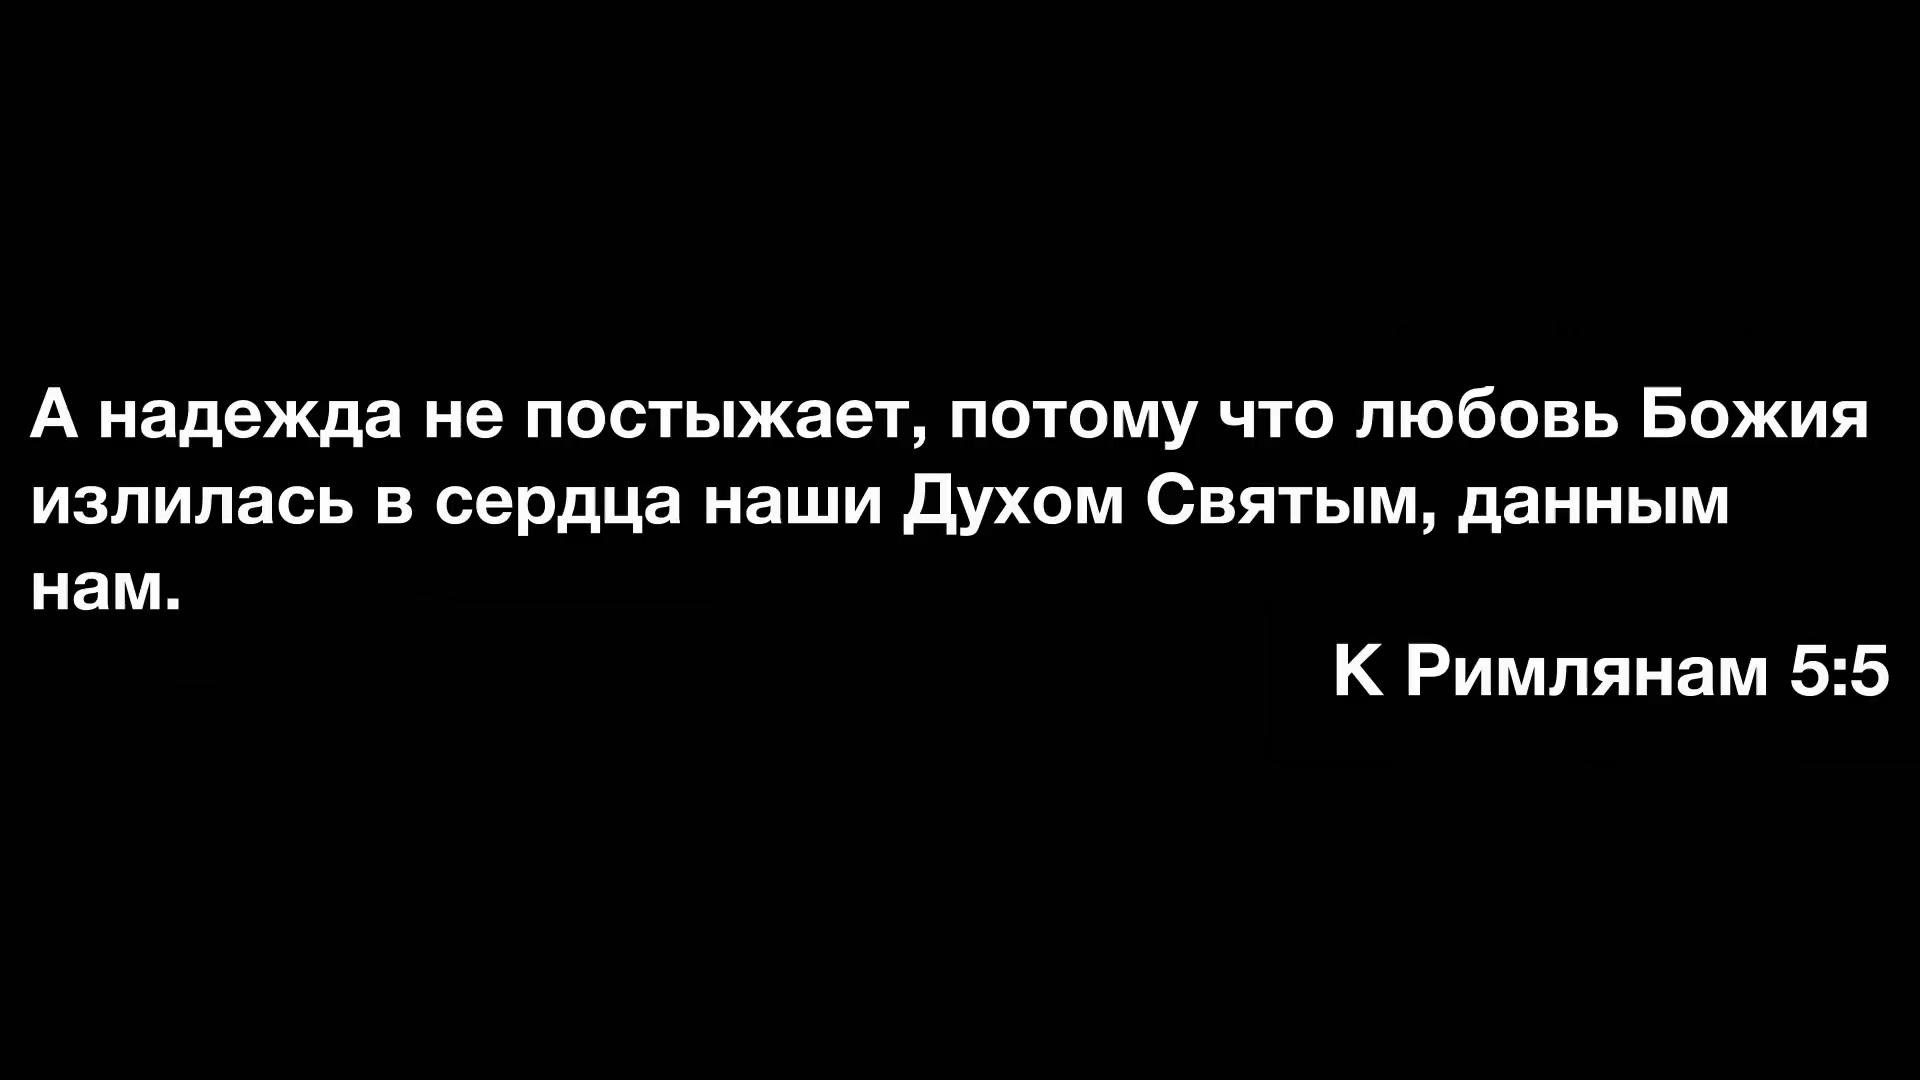 А надежда не постыжает, потому что любовь Божия
излилась в сердца наши Духом Святым, данным
нам.
К Римлянам 5:5